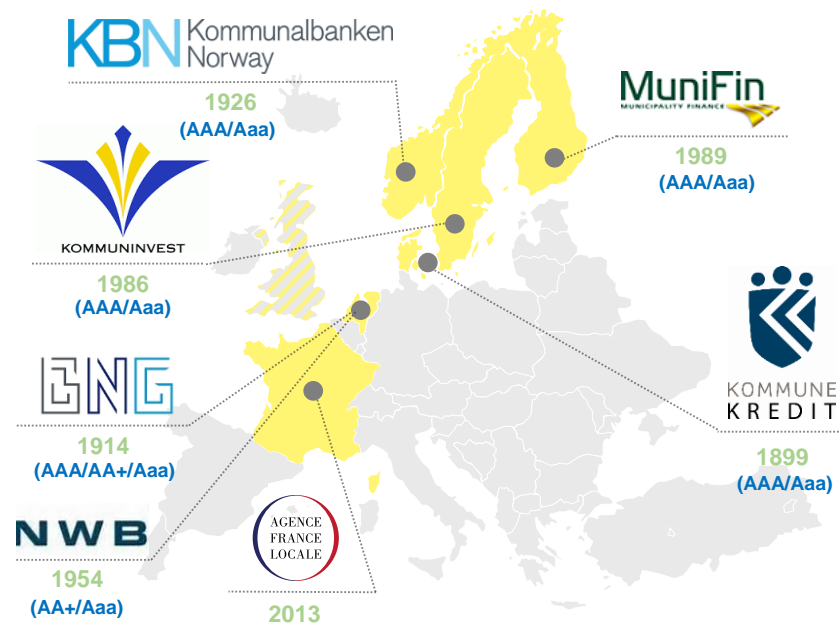 KBN Kommunalbanken
Norway
1926
(AAA/Aaa)
MuniFin
MUNICIPALITY FINANCE
1989
(AAA/Aaa)
KOMMUNINVEST
1986
(AAA/Aaa)
BNG
1914
(AAA/AA+/Aaa)
KOMMUNE
KREDIT
1899
(AAA/Aaa)
NWB
1954
(AA+/Aaa)
AGENCE
FRANCE
LOCALE
2013